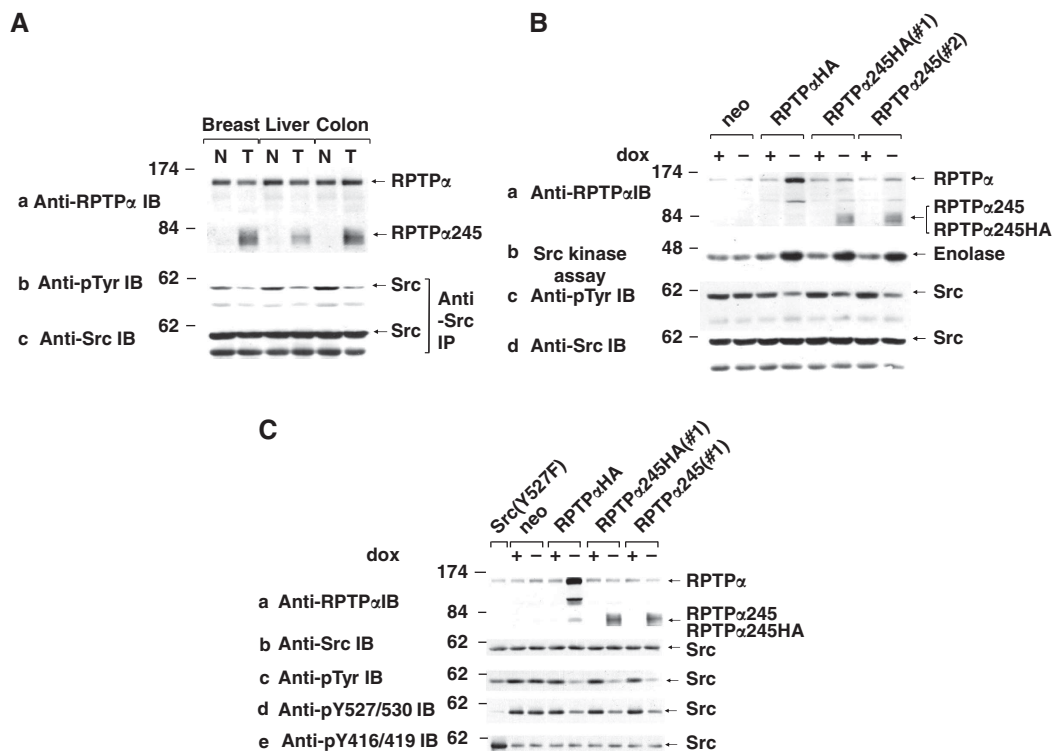 A
Breast Liver Colon
N T N T N T
174
RPTPα
a Anti-RPTPα IB
84
RPTPα245
b Anti-pTyr IB
62
Src
c Anti-Src IB
62
Src
Anti
-Src
IP
B
neo
RPTPαHA
RPTPα245HA(#1)
RPTPα245(#2)
dox
+ − + − + − + −
174
RPTPα
a Anti-RPTPαIB
RPTPα245
84
RPTPα245HA
48
b Src kinase
assay
Enolase
c Anti-pTyr IB
62
Src
d Anti-Src IB
62
Src
C
Src(Y527F)
neo
RPTPαHA
RPTPα245HA(#1)
RPTPα245(#1)
dox
+ − + − + − + −
174
RPTPα
a Anti-RPTPαIB
84
RPTPα245
RPTPα245HA
b Anti-Src IB
62
Src
c Anti-pTyr IB
62
Src
d Anti-pY527/530 IB
62
Src
e Anti-pY416/419 IB
62
Src